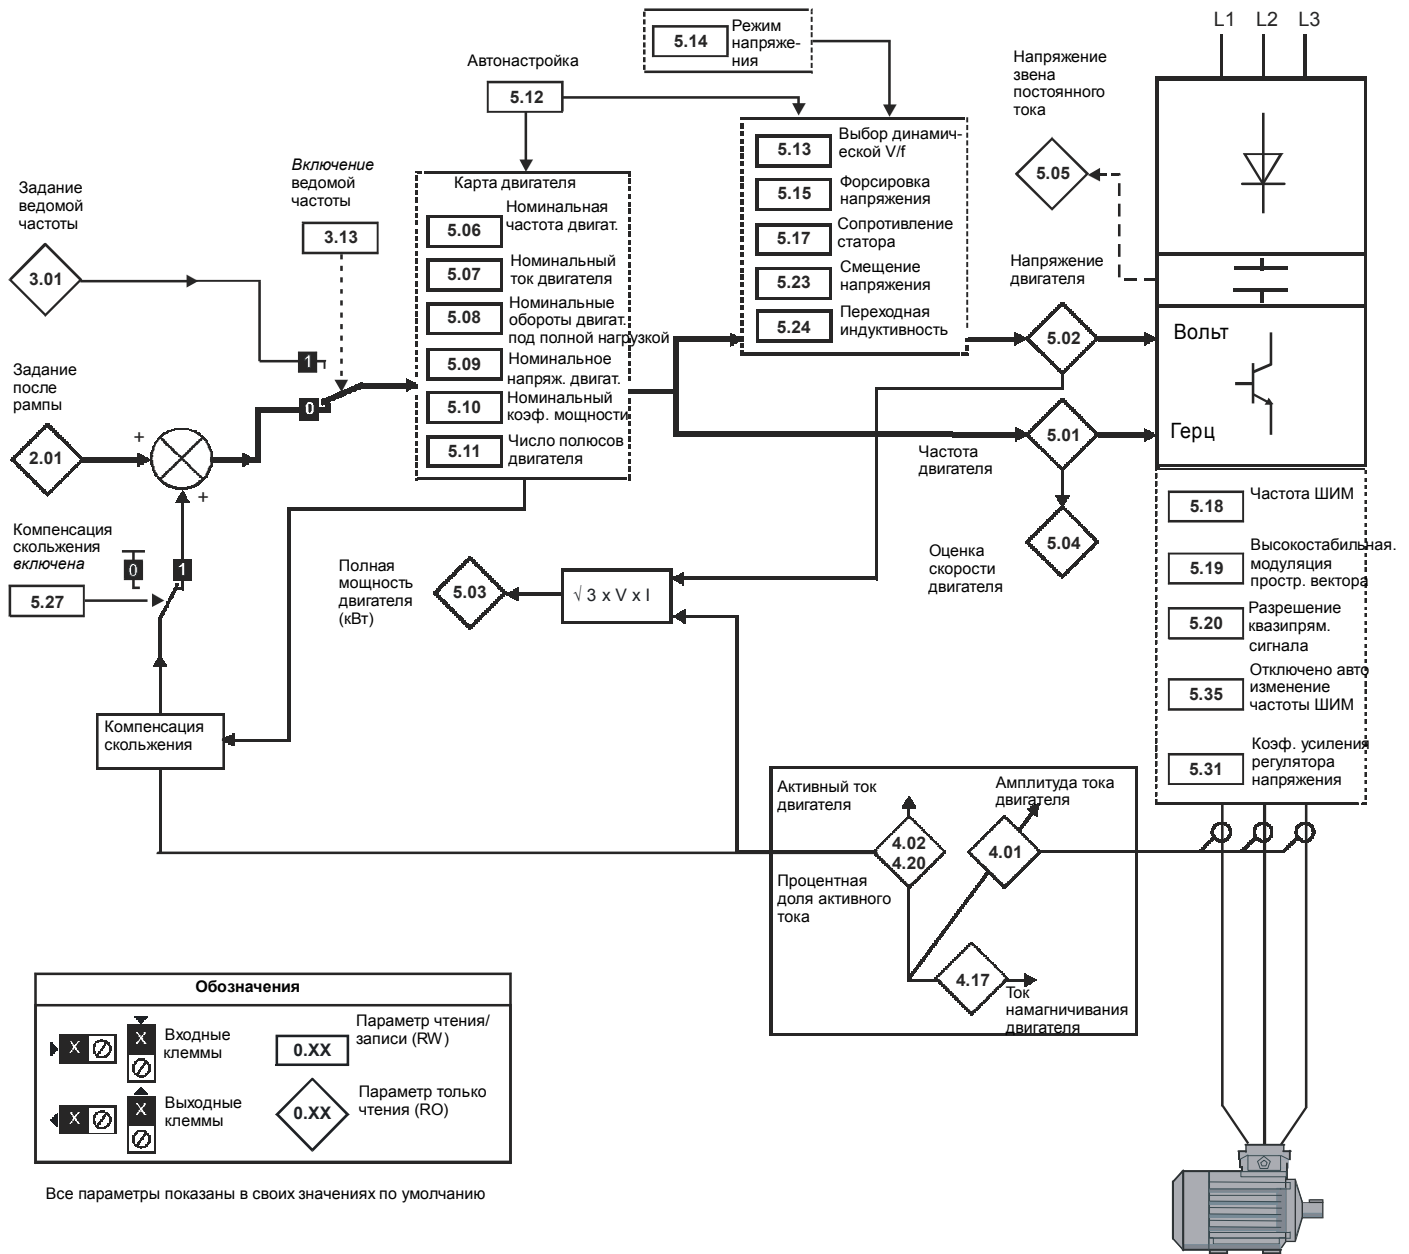 L1 L2 L3
5.14
Режим
напряже-
ния
Автонастройка
5.12
Напряжение
звена
постоянного
тока
5.05
Включение
ведомой
частоты
3.13
Задание
ведомой
частоты
3.01
Карта двигателя
5.06
Номинальная
частота двигат.
5.07
Номинальный
ток двигателя
5.08
Номинальные
обороты двигат.
под полной нагрузкой
5.09
Номинальное
напряж. двигат.
5.10
Номинальный
коэф. мощности
5.11
Число полюсов
двигателя
5.13
Выбор динамич-
еской V/f
5.15
Форсировка
напряжения
5.17
Сопротивление
статора
5.23
Смещение
напряжения
5.24
Переходная
индуктивность
Напряжение
двигателя
5.02
Вольт
Герц
5.01
Частота
двигателя
5.04
Оценка
скорости
двигателя
1
0
Задание
после
рампы
2.01
+
+
Компенсация
скольжения
включена
0
1
5.27
Полная
мощность
двигателя
(кВт)
5.03
√ 3 x V x I
Компенсация
скольжения
5.18
Частота ШИМ
5.19
Высокостабильная.
модуляция
простр. вектора
5.20
Разрешение
квазипрям.
сигнала
5.35
Отключено авто
изменение
частоты ШИМ
5.31
Коэф. усиления
регулятора
напряжения
Активный ток
двигателя
Амплитуда тока
двигателя
4.02
4.20
4.01
Процентная
доля активного
тока
4.17
Ток
намагничивания
двигателя
Обозначения
X
X
Входные
клеммы
0.XX
Параметр чтения/
записи (RW)
X
X
Выходные
клеммы
0.XX
Параметр только
чтения (RO)
Все параметры показаны в своих значениях по умолчанию